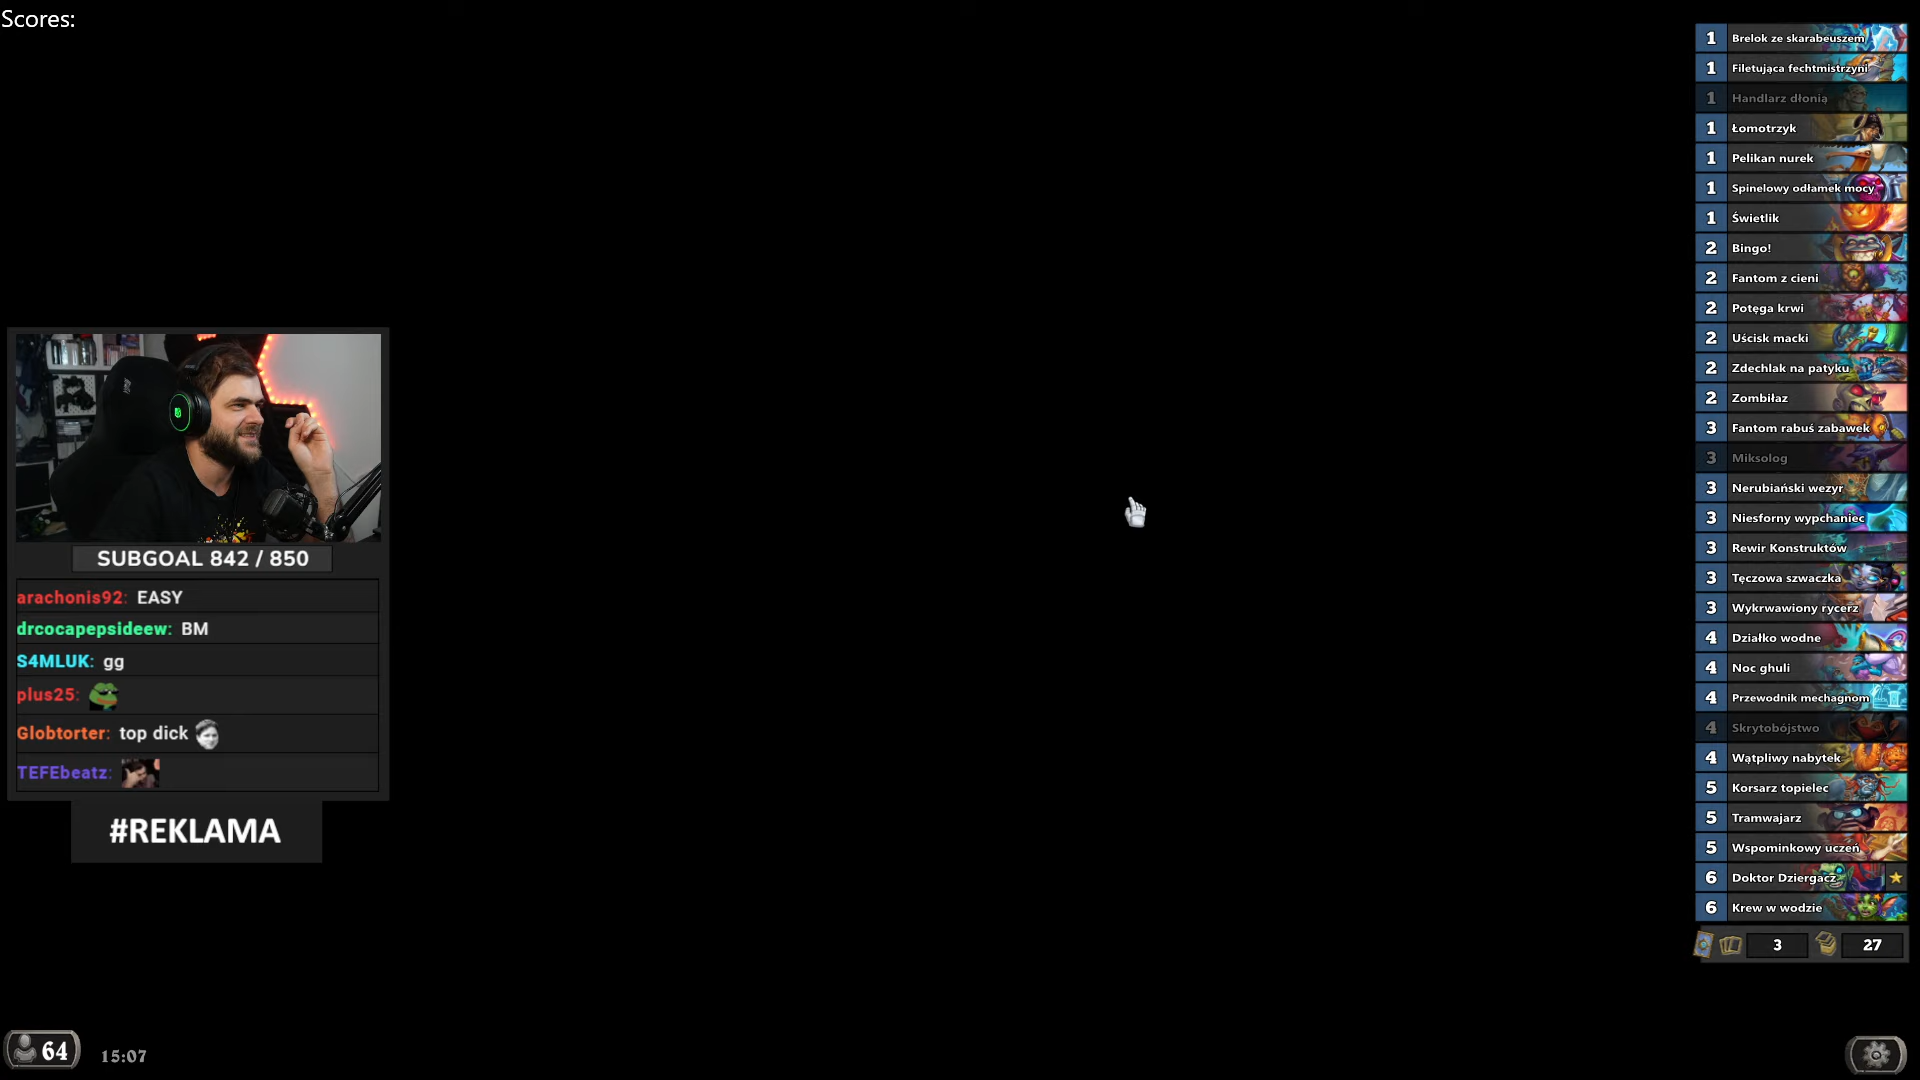 Scores:
1 Brelok ze skarabeuszem
1 Filetująca fechtmistrzyni
1 Handlarz dłonią
1 Łomotrzyk
1 Pelikan nurek
1 Spinelowy odłamek mocy
1 Świetlik
2 Bingo!
2 Fantom z cieni
2 Potęga krwi
2 Uścisk macki
2 Zdechlak na patyku
2 Zombiłaz
3 Fantom rabuś zabawek
3 Miksolog
3 Nerubiański wezyr
3 Niesforny wypchaniec
3 Rewir Konstruktów
3 Tęczowa szwaczka
3 Wykrwawiony rycerz
4 Działko wodne
4 Noc ghuli
4 Przewodnik mechagnom
4 Skrytobójstwo
4 Wątpliwy nabytek
5 Korsarz topielec
5 Tramwajarz
5 Wspominkowy uczeń
6 Doktor Dziergacz
6 Krew w wodzie
3 27
SUBGOAL 842 / 850
arachonis92: EASY
drcocapepsideew: BM
S4MLUK: gg
plus25:
Globtorter: top dick
TEFEbeatz:
#REKLAMA
64 15:07